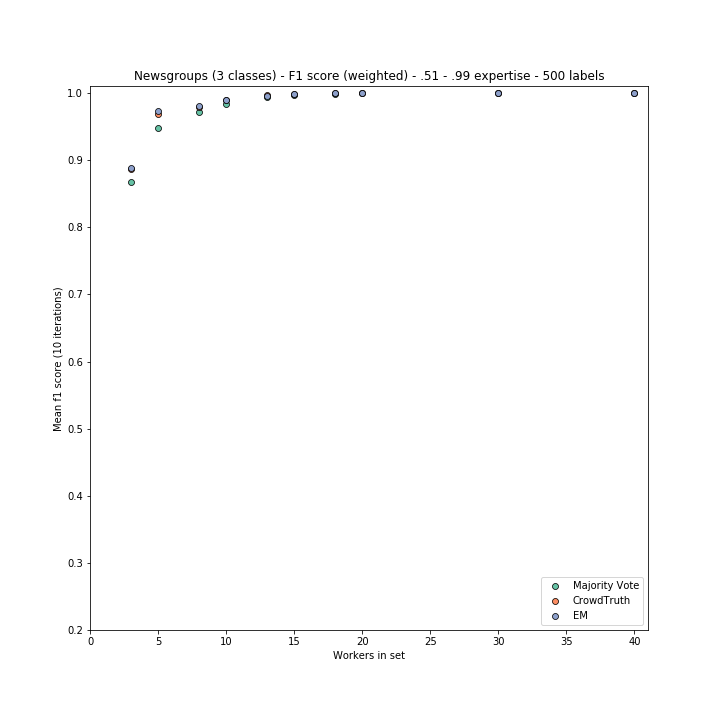 Newsgroups (3 classes) - F1 score (weighted) - .51 - .99 expertise - 500 labels
1.0
0.9
0.8
0.7
0.6
0.5
0.4
0.3
0.2
Mean f1 score (10 iterations)
0 5 10 15 20 25 30 35 40
Workers in set
Majority Vote
CrowdTruth
EM